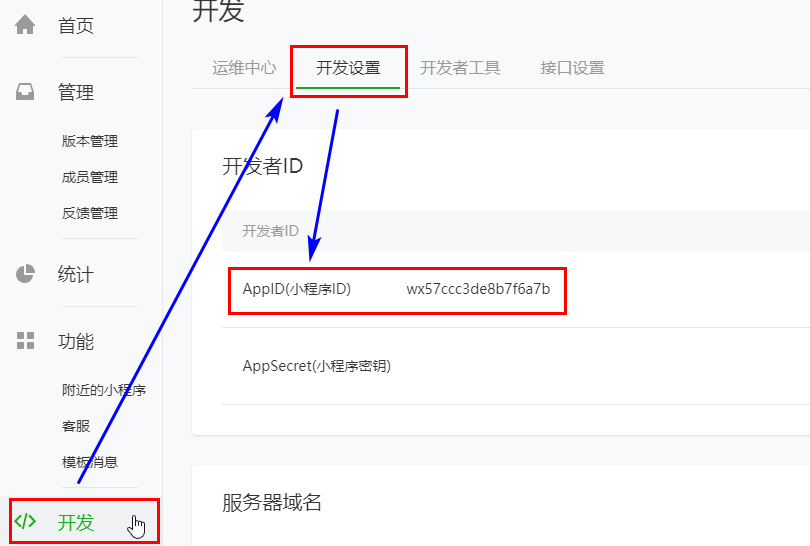 首页
管理
版本管理
成员管理
反馈管理
统计
功能
附近的小程序
客服
模板消息
开发
开发
运维中心 开发设置 开发者工具 接口设置
开发者ID
开发者ID
AppID(小程序ID) wx57ccc3de8b7f6a7b
AppSecret(小程序密钥)
服务器域名